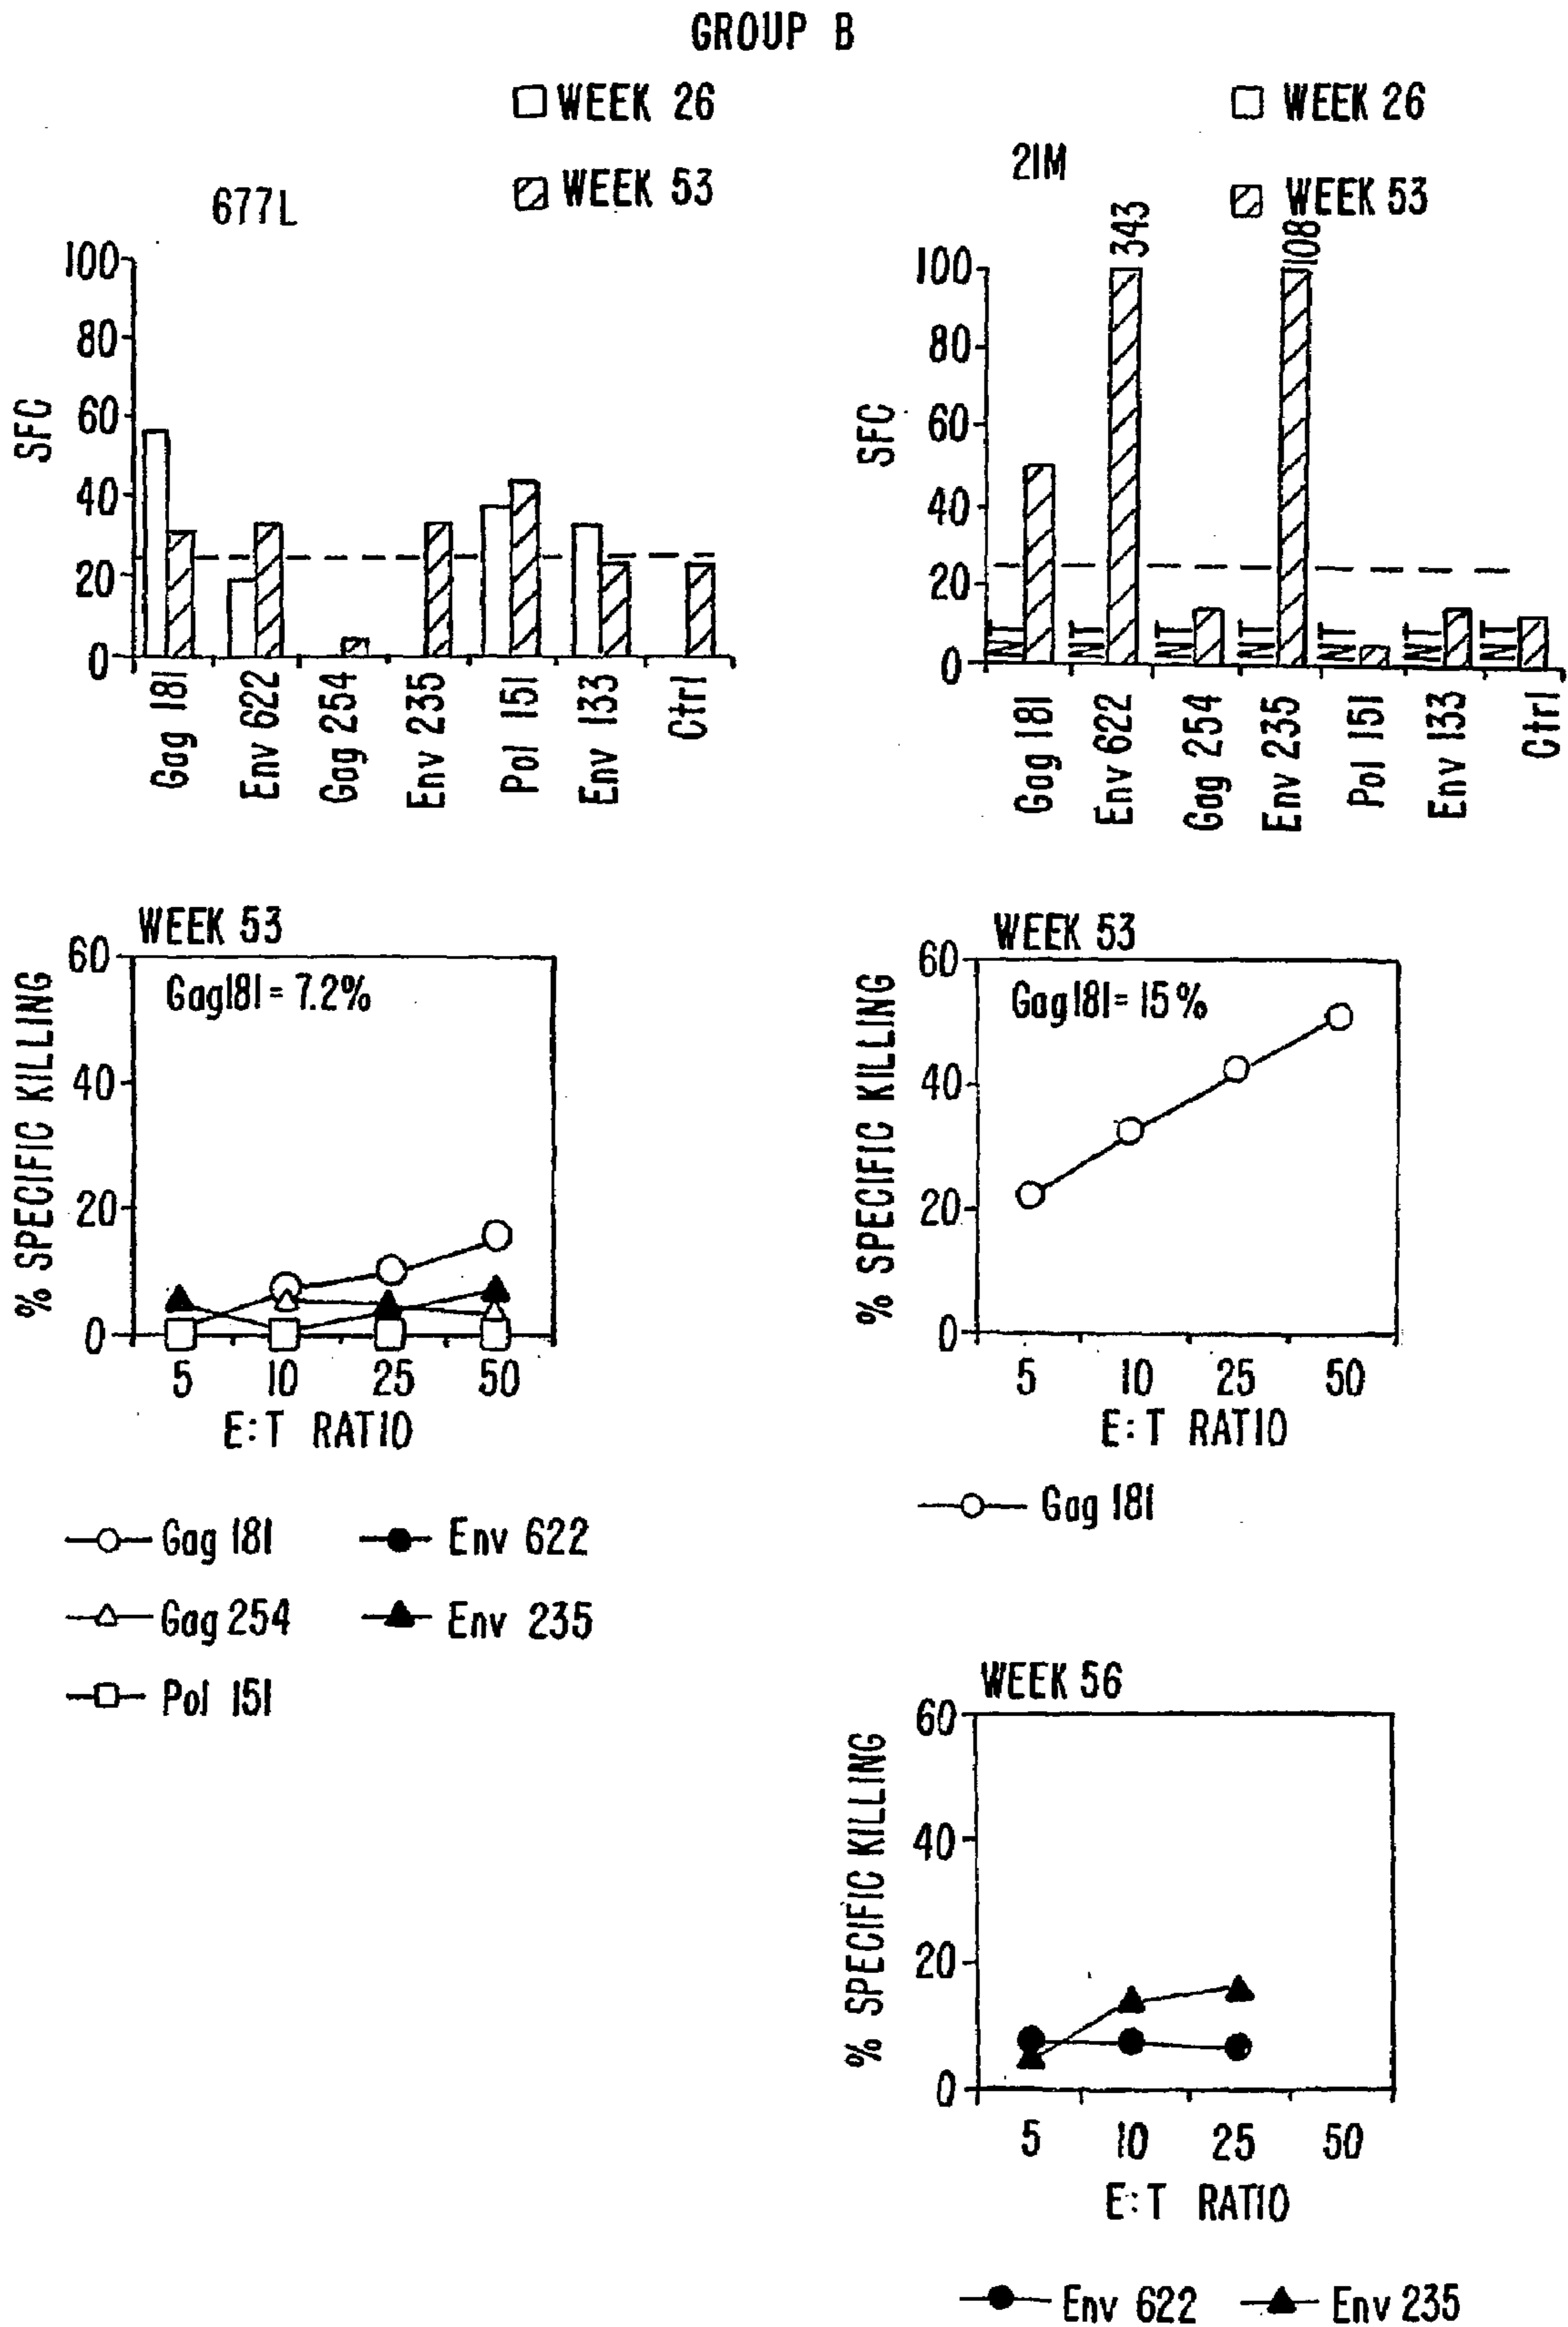 GROUP B
WEEK 26
WEEK 53
677L
100
80
60
40
20
0
SFC
Gag 181
Env 622
Gag 254
Env 235
Pol 151
Env 133
Ctrl
WEEK 26
WEEK 53
21M
343
108
100
80
60
40
20
0
SFC
NT NT NT NT NT NT NT
Gag 181
Env 622
Gag 254
Env 235
Pol 151
Env 133
Ctrl
WEEK 53
Gag181 = 7.2%
60
40
20
0
% SPECIFIC KILLING
5 10 25 50
E:T RATIO
Gag 181 Env 622
Gag 254 Env 235
Pol 151
WEEK 53
Gag181 = 15%
60
40
20
0
% SPECIFIC KILLING
5 10 25 50
E:T RATIO
Gag 181
WEEK 56
60
40
20
0
% SPECIFIC KILLING
5 10 25 50
E:T RATIO
Env 622 Env 235